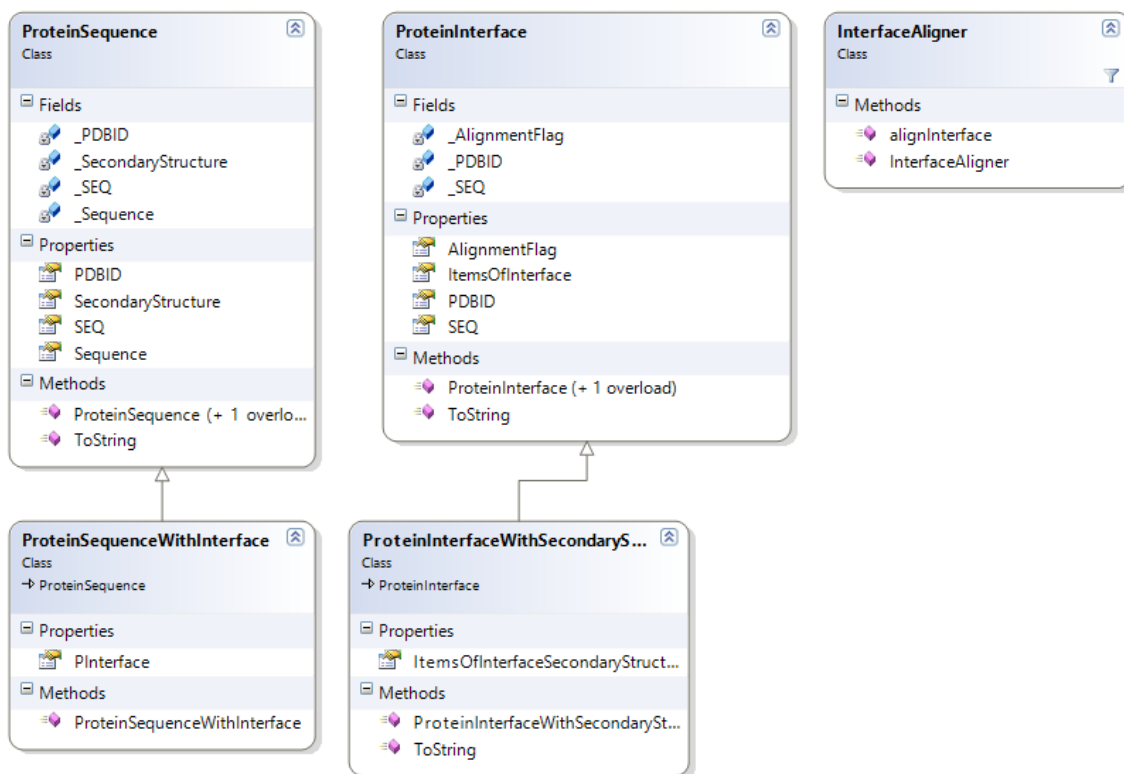 ProteinSequence
Class
Fields
_PDBID
_SecondaryStructure
_SEQ
_Sequence
Properties
PDBID
SecondaryStructure
SEQ
Sequence
Methods
ProteinSequence (+ 1 overlo...
ToString
ProteinInterface
Class
Fields
_AlignmentFlag
_PDBID
_SEQ
Properties
AlignmentFlag
ItemsOfInterface
PDBID
SEQ
Methods
ProteinInterface (+ 1 overload)
ToString
InterfaceAligner
Class
Methods
alignInterface
InterfaceAligner
ProteinSequenceWithInterface
Class
ProteinSequence
Properties
PInterface
Methods
ProteinSequenceWithInterface
ProteinInterfaceWithSecondaryS...
Class
ProteinInterface
Properties
ItemsOfInterfaceSecondaryStruct...
Methods
ProteinInterfaceWithSecondarySt...
ToString